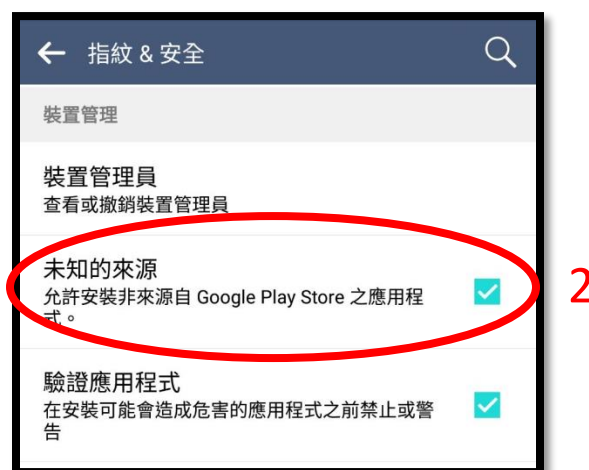 指紋 & 安全
裝置管理
裝置管理員
查看或撤銷裝置管理員
未知的來源
允許安裝非來源自 Google Play Store 之應用程
式。
2
驗證應用程式
在安裝可能會造成危害的應用程式之前禁止或警
告